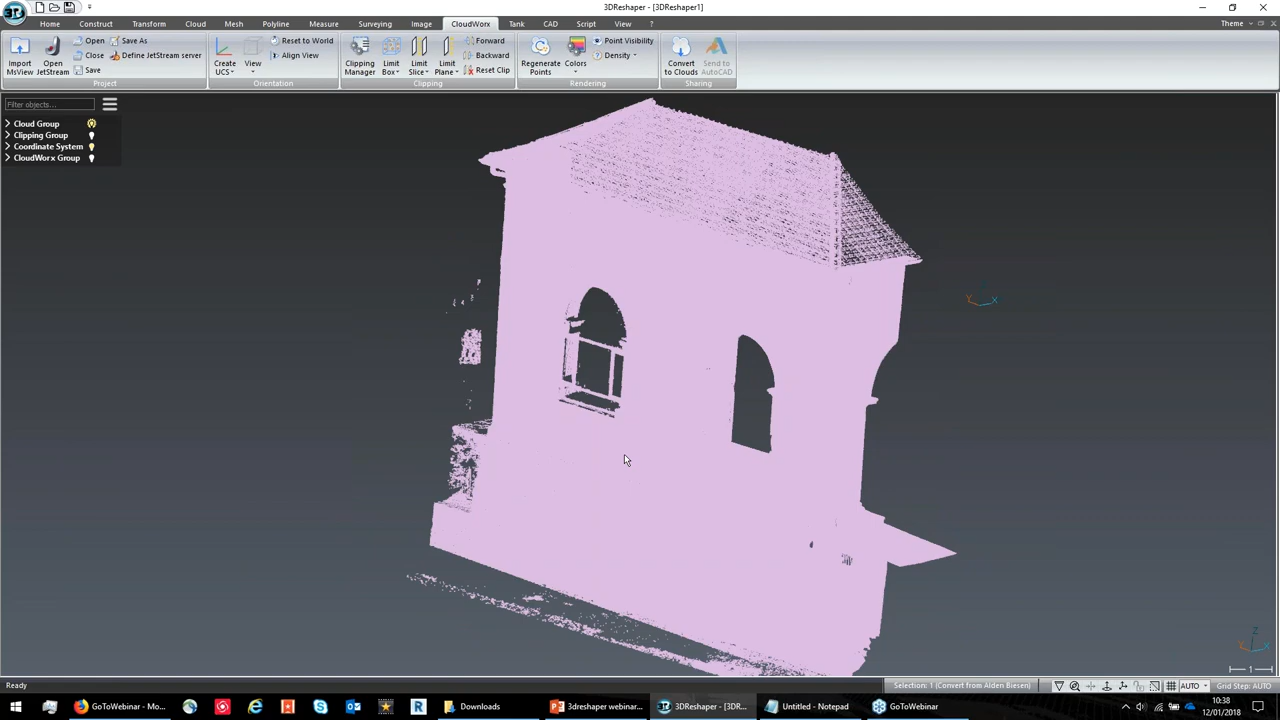 3DReshaper - [3DReshaper1]
Home Construct Transform Cloud Mesh Polyline Measure Surveying Image CloudWorx Tank CAD Script View ? Theme
Import MsView
Open JetStream
Open
Close
Save
Save As
Define JetStream server
Project
Create UCS
View
Reset to World
Align View
Orientation
Clipping Manager
Limit Box
Limit Slice
Limit Plane
Forward
Backward
Reset Clip
Clipping
Regenerate Points
Colors
Point Visibility
Density
Rendering
Convert to Clouds
Send to AutoCAD
Sharing
Filter objects...
Cloud Group
Clipping Group
Coordinate System
CloudWorx Group
Y X
Z
Y X
1
Ready
Selection: 1 (Convert from Alden Biesen)
AUTO
Grid Step: AUTO
GoToWebinar - Mo...
Downloads
3dreshaper webinar...
3DReshaper - [3DR...
Untitled - Notepad
GoToWebinar
10:38
12/01/2018